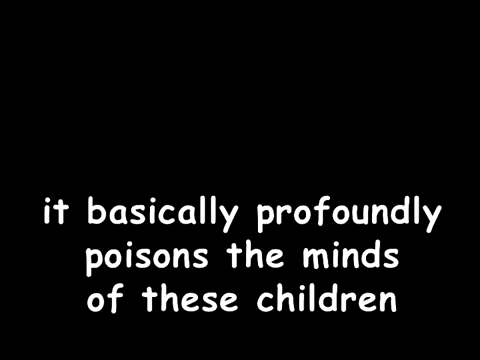 it basically profoundly
poisons the minds
of these children